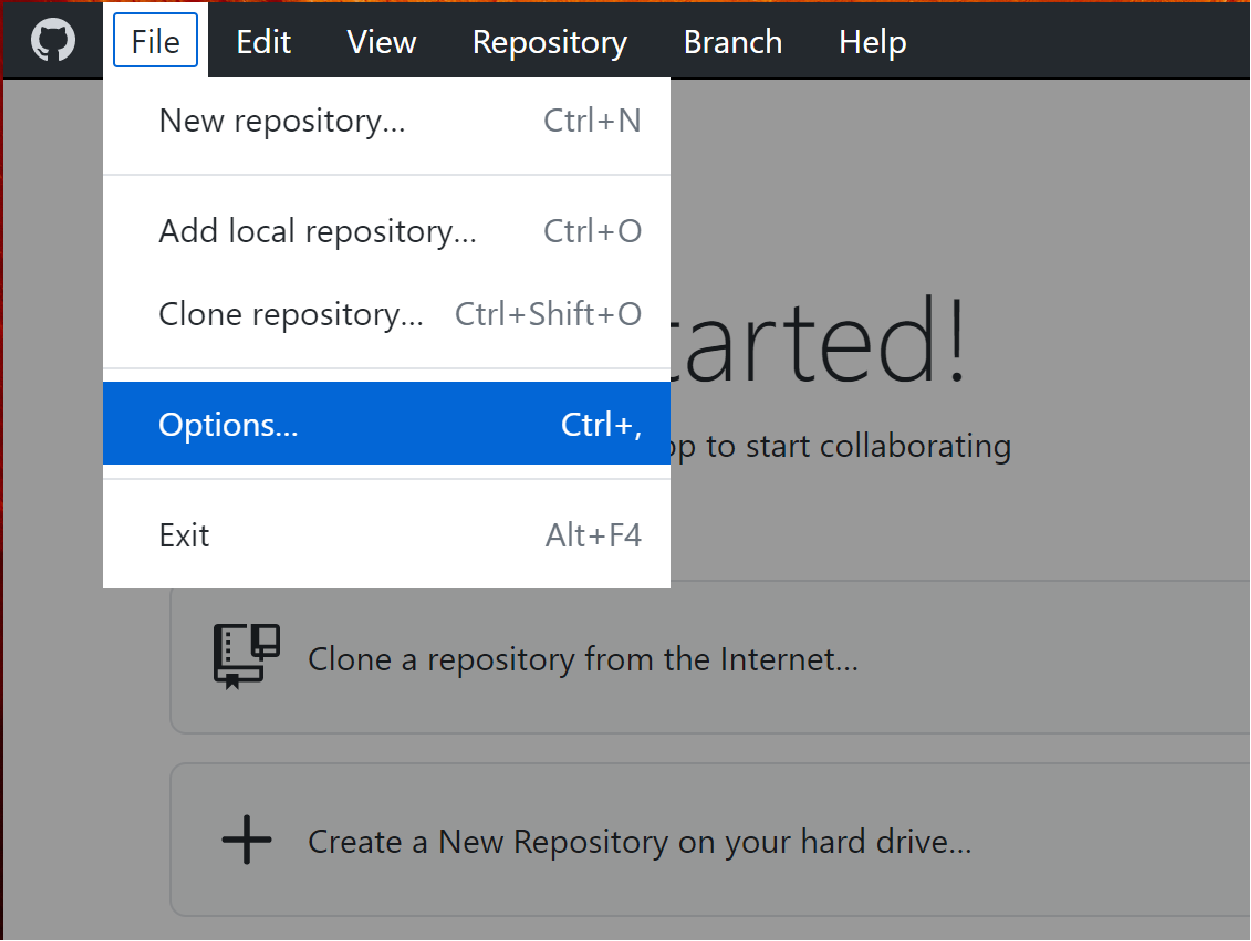 File Edit View Repository Branch Help
New repository... Ctrl+N
Add local repository... Ctrl+O
Clone repository... Ctrl+Shift+O
Options... Ctrl+,
Exit Alt+F4
to start collaborating
Clone a repository from the Internet...
Create a New Repository on your hard drive...